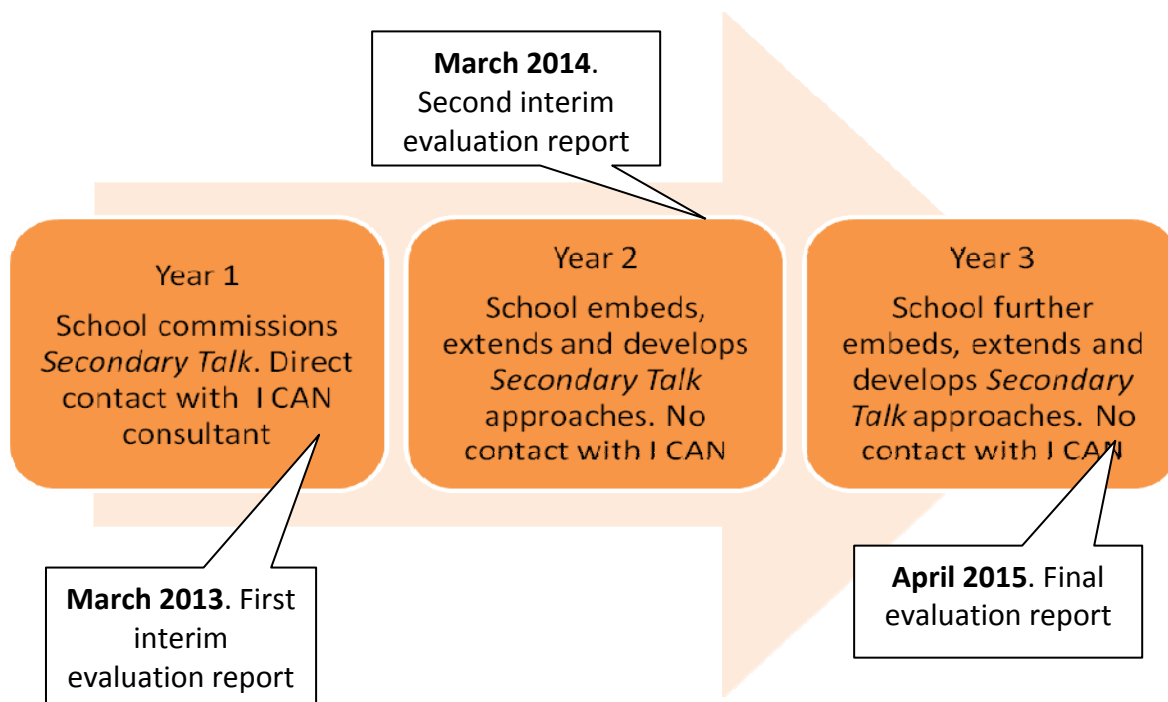 March 2014.
Second interim
evaluation report
Year 1
School commissions
Secondary Talk. Direct
contact with I CAN
consultant
Year 2
School embeds,
extends and develops
Secondary Talk
approaches. No
contact with I CAN
Year 3
School further
embeds, extends and
develops Secondary
Talk approaches. No
contact with I CAN
March 2013. First
interim
evaluation report
April 2015. Final
evaluation report